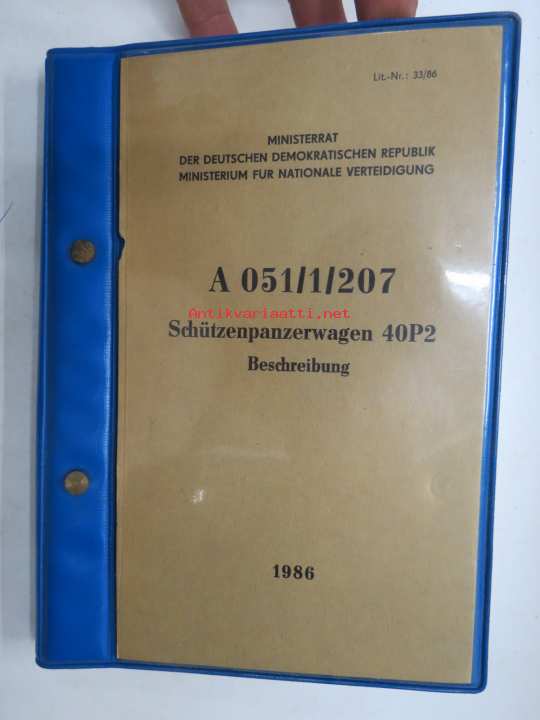 Lit.-Nr.: 33/86
MINISTERRAT
DER DEUTSCHEN DEMOKRATISCHEN REPUBLIK
MINISTERIUM FUR NATIONALE VERTEIDIGUNG
A 051/1/207
Antikvariaatti.net
Schützenpanzerwagen 40P2
Beschreibung
1986